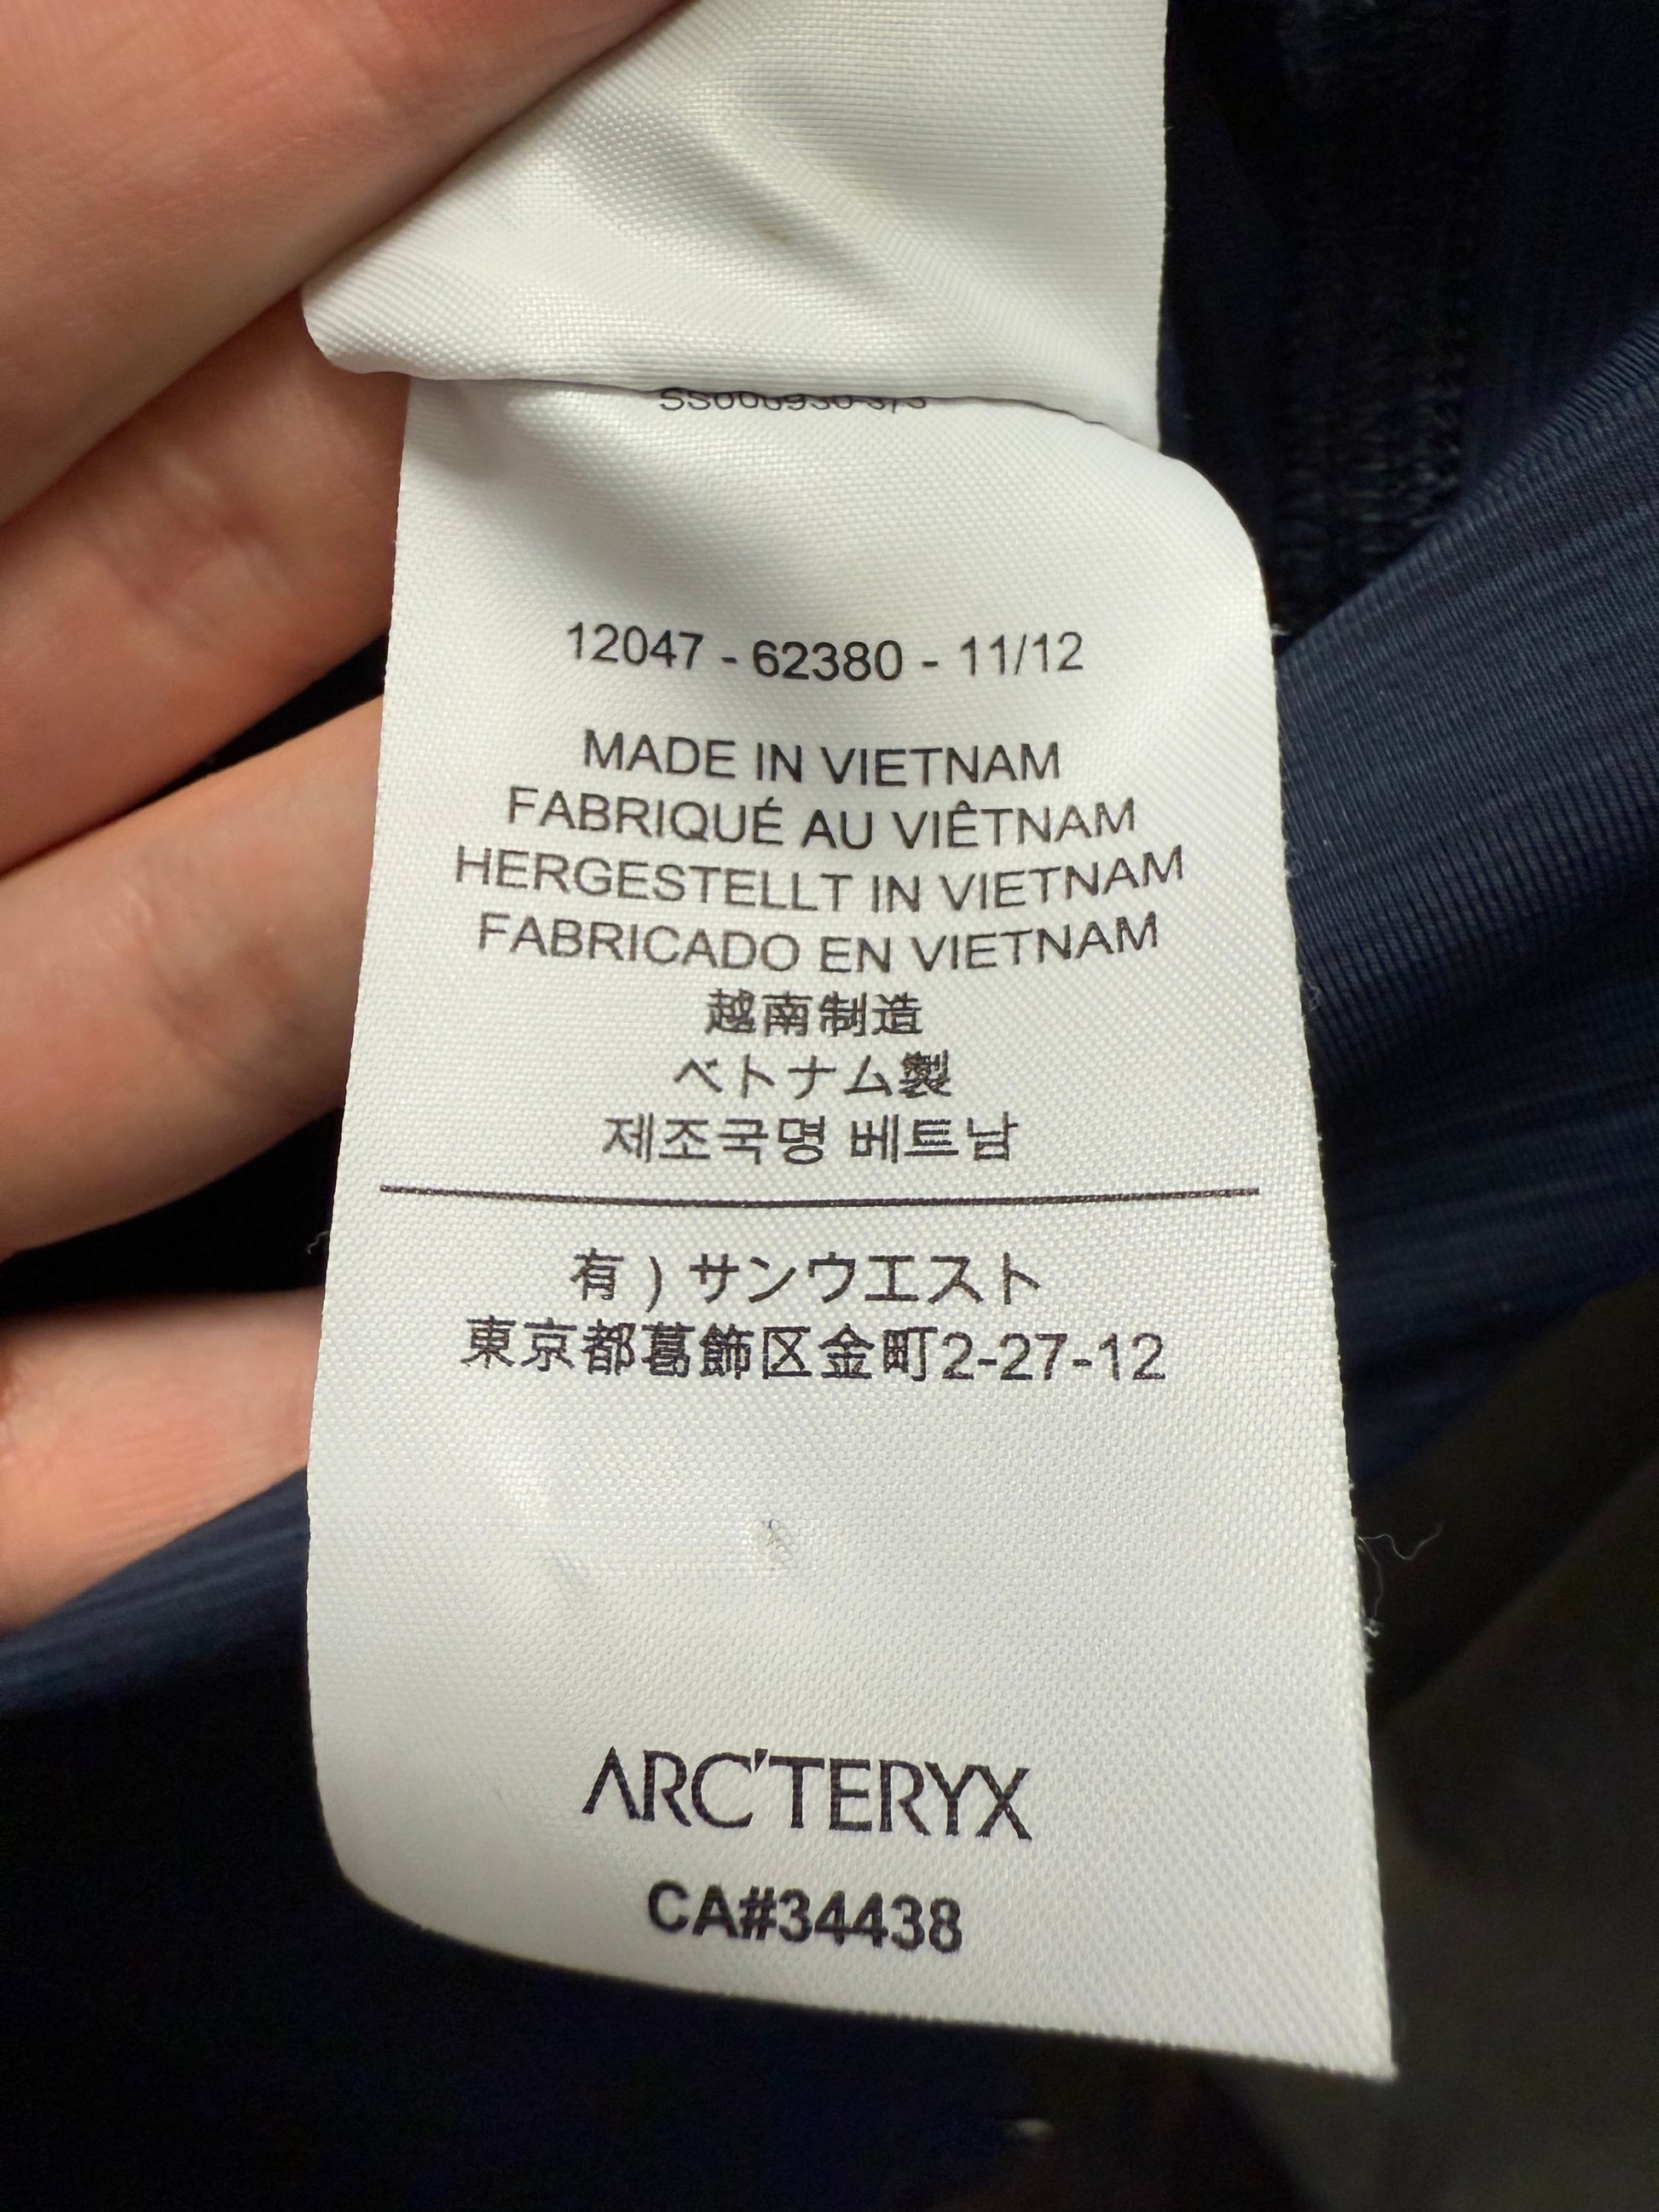 12047 - 62380 - 11/12
MADE IN VIETNAM
FABRIQUÉ AU VIÊTNAM
HERGESTELLT IN VIETNAM
FABRICADO EN VIETNAM
越南制造
ベトナム製
제조국명 베트남
有）サンウエスト
東京都葛飾区金町2-27-12
ARC'TERYX
CA#34438